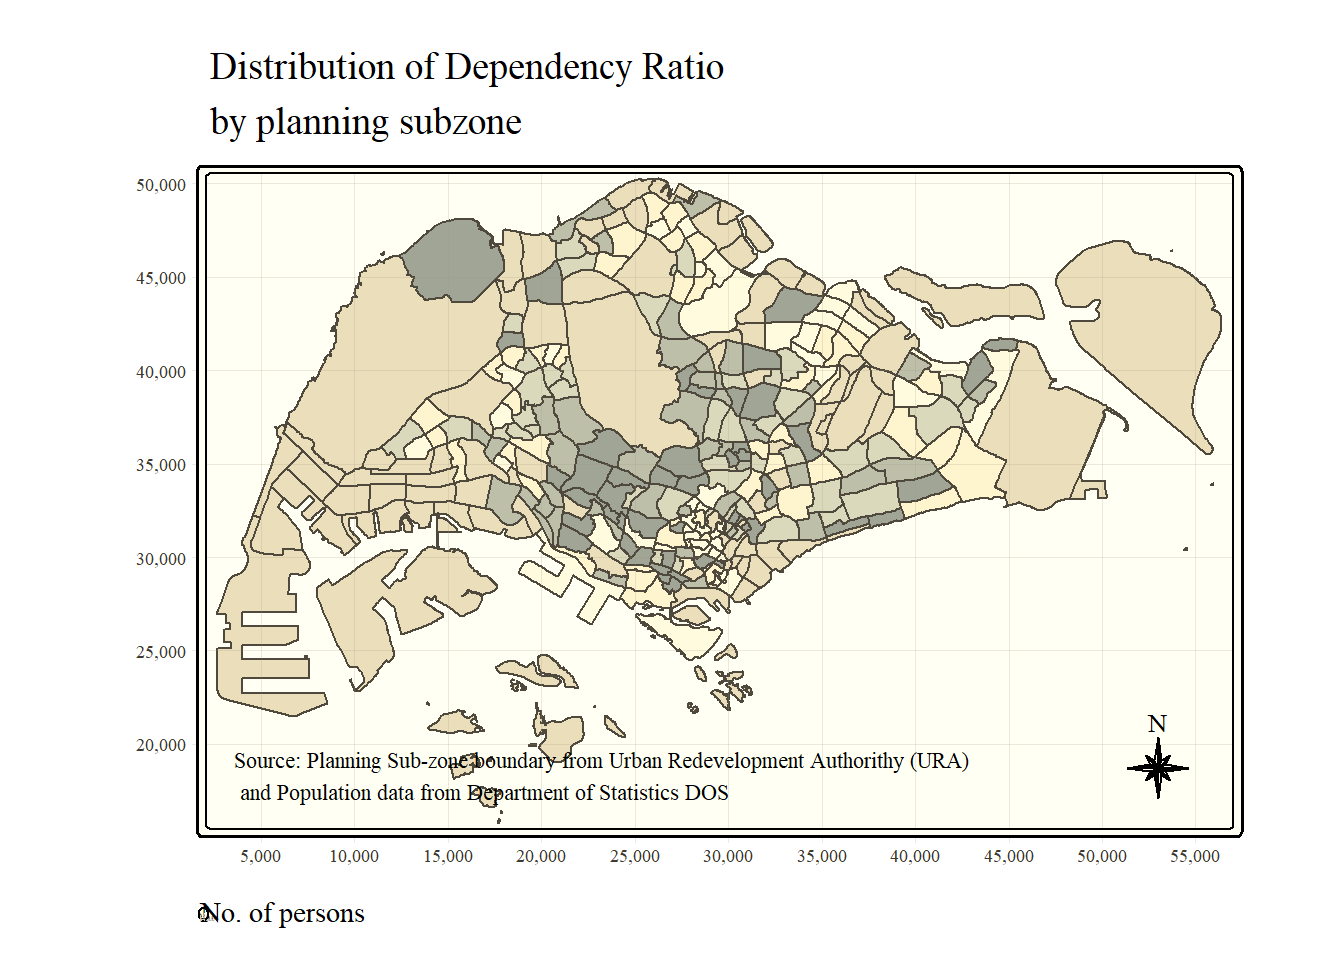 Distribution of Dependency Ratio
by planning subzone
50,000
45,000
40,000
35,000
30,000
25,000
20,000
N
Source: Planning Sub-zone boundary from Urban Redevelopment Authorithy (URA)
and Population data from Department of Statistics DOS
5,000 10,000 15,000 20,000 25,000 30,000 35,000 40,000 45,000 50,000 55,000
No. of persons